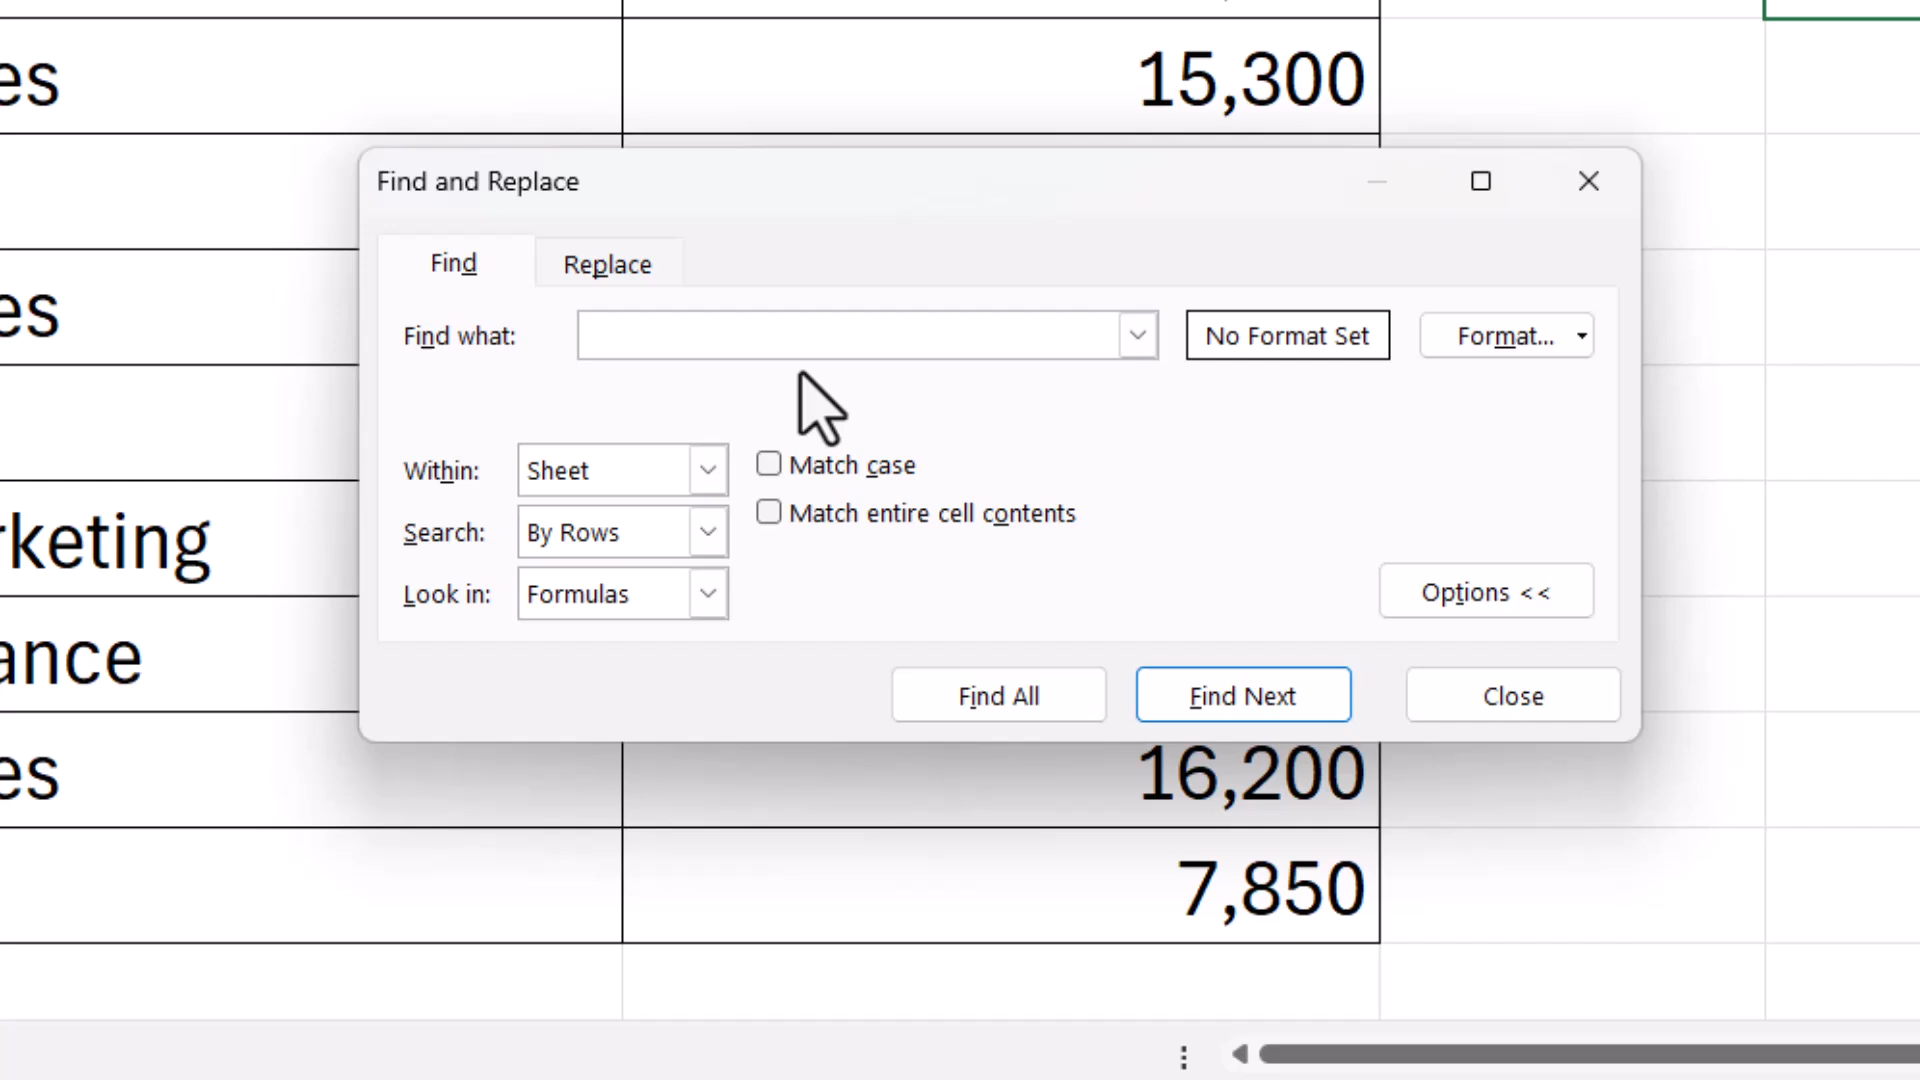 es 15,300
Find and Replace
Find Replace
Find what: No Format Set Format...
es
Within: Sheet Match case
Match entire cell contents
Search: By Rows
rketing
Look in: Formulas Options <<
ance
Find All Find Next Close
es 16,200
7,850